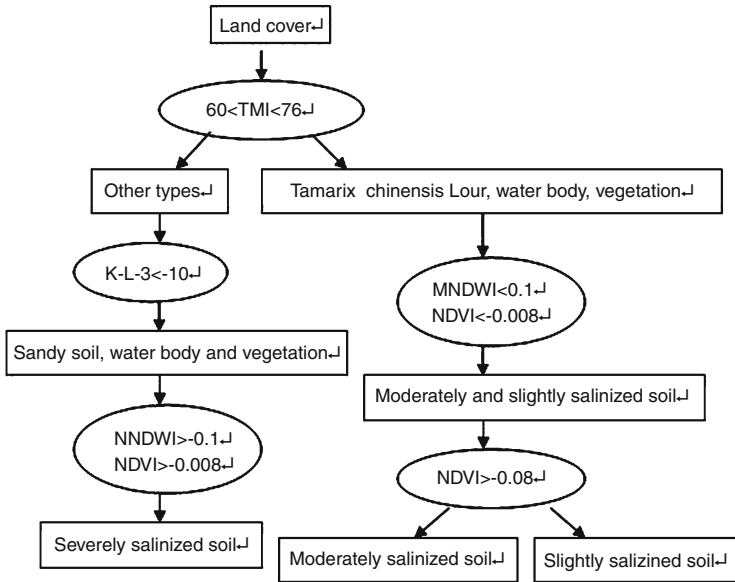 Land cover↵
60<TMI<76↵
Other types↵
Tamarix chinensis Lour, water body, vegetation↵
K-L-3<-10↵
MNDWI<0.1↵
NDVI<-0.008↵
Sandy soil, water body and vegetation↵
Moderately and slightly salinized soil↵
NNDWI>-0.1↵
NDVI>-0.008↵
NDVI>-0.08↵
Severely salinized soil↵
Moderately salinized soil↵
Slightly salizined soil↵